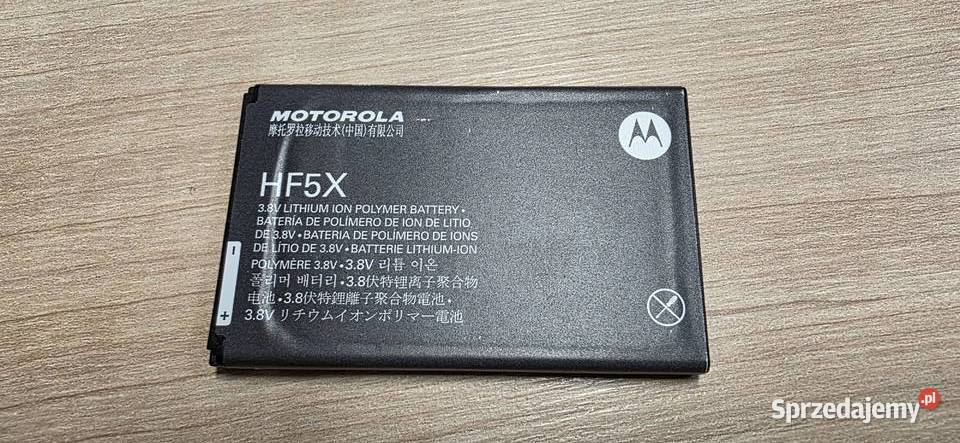 MOTOROLA
摩托罗拉移动技术(中国)有限公司
HF5X
3.8V LITHIUM ION POLYMER BATTERY •
BATERÍA DE POLÍMERO DE ION DE LITIO
DE 3.8V • BATERIA DE POLÍMERO DE IONS
DE LÍTIO DE 3.8V • BATTERIE LITHIUM-ION
POLYMÈRE 3.8V • 3.8V 리튬 이온
폴리머 배터리 • 3.8伏特锂离子聚合物
电池 • 3.8伏特鋰離子聚合物電池 •
3.8V リチウムイオンポリマー電池
- +
Sprzedajemy.pl